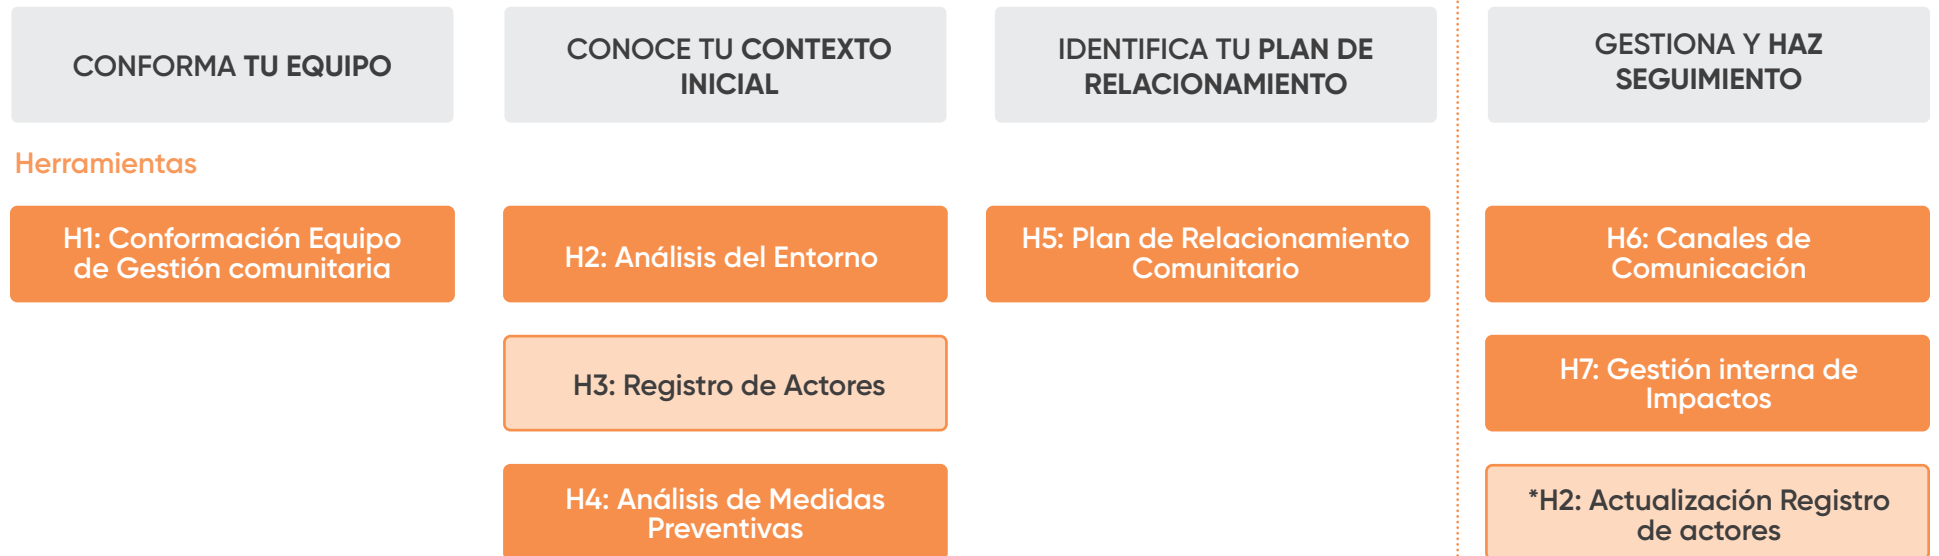 CONFORMA TU EQUIPO
CONOCE TU CONTEXTO
INICIAL
IDENTIFICA TU PLAN DE
RELACIONAMIENTO
GESTIONA Y HAZ
SEGUIMIENTO
Herramientas
H1: Conformación Equipo
de Gestión comunitaria
H2: Análisis del Entorno
H5: Plan de Relacionamiento
Comunitario
H6: Canales de
Comunicación
H3: Registro de Actores
H7: Gestión interna de
Impactos
H4: Análisis de Medidas
Preventivas
*H2: Actualización Registro
de actores